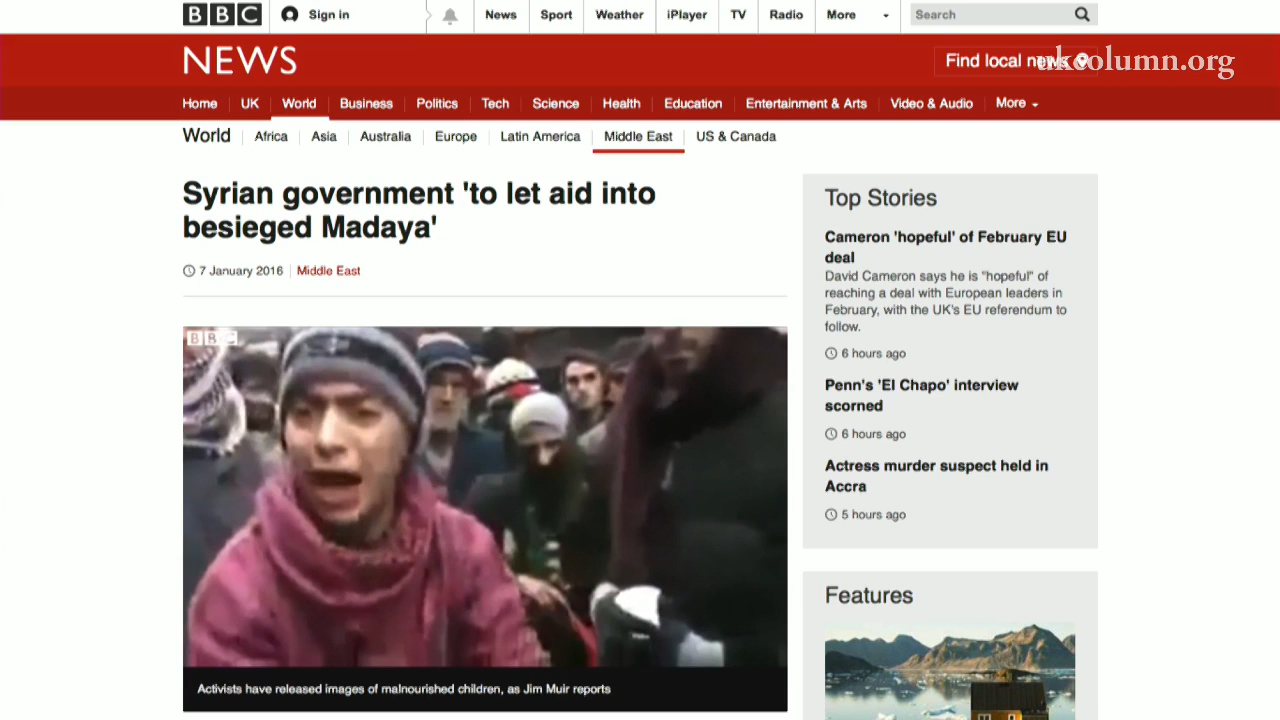 BBC
Sign in
News
Sport
Weather
iPlayer
TV
Radio
More
Search
NEWS
Find local news
ukcolumn.org
Home
UK
World
Business
Politics
Tech
Science
Health
Education
Entertainment & Arts
Video & Audio
More
World
Africa
Asia
Australia
Europe
Latin America
Middle East
US & Canada
Syrian government 'to let aid into
besieged Madaya'
7 January 2016
Middle East
BBC
Activists have released images of malnourished children, as Jim Muir reports
Top Stories
Cameron 'hopeful' of February EU
deal
David Cameron says he is "hopeful" of
reaching a deal with European leaders in
February, with the UK's EU referendum to
follow.
6 hours ago
Penn's 'El Chapo' interview
scorned
6 hours ago
Actress murder suspect held in
Accra
5 hours ago
Features